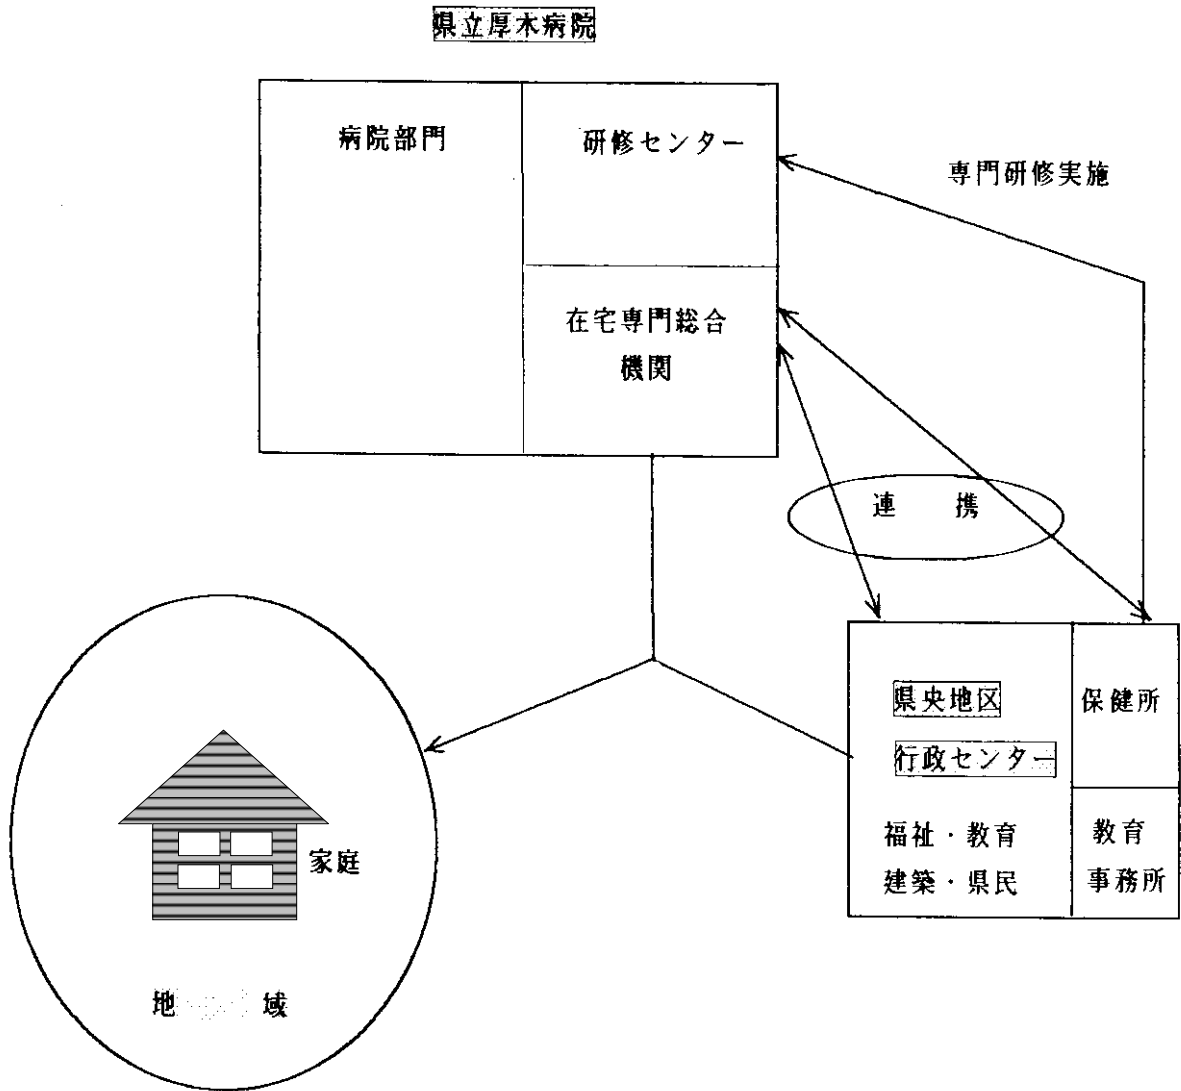 県立厚木病院
病院部門
研修センター
専門研修実施
在宅専門総合
機関
連 携
県央地区
行政センター
保健所
福祉・教育
建築・県民
教育
事務所
家庭
地 域